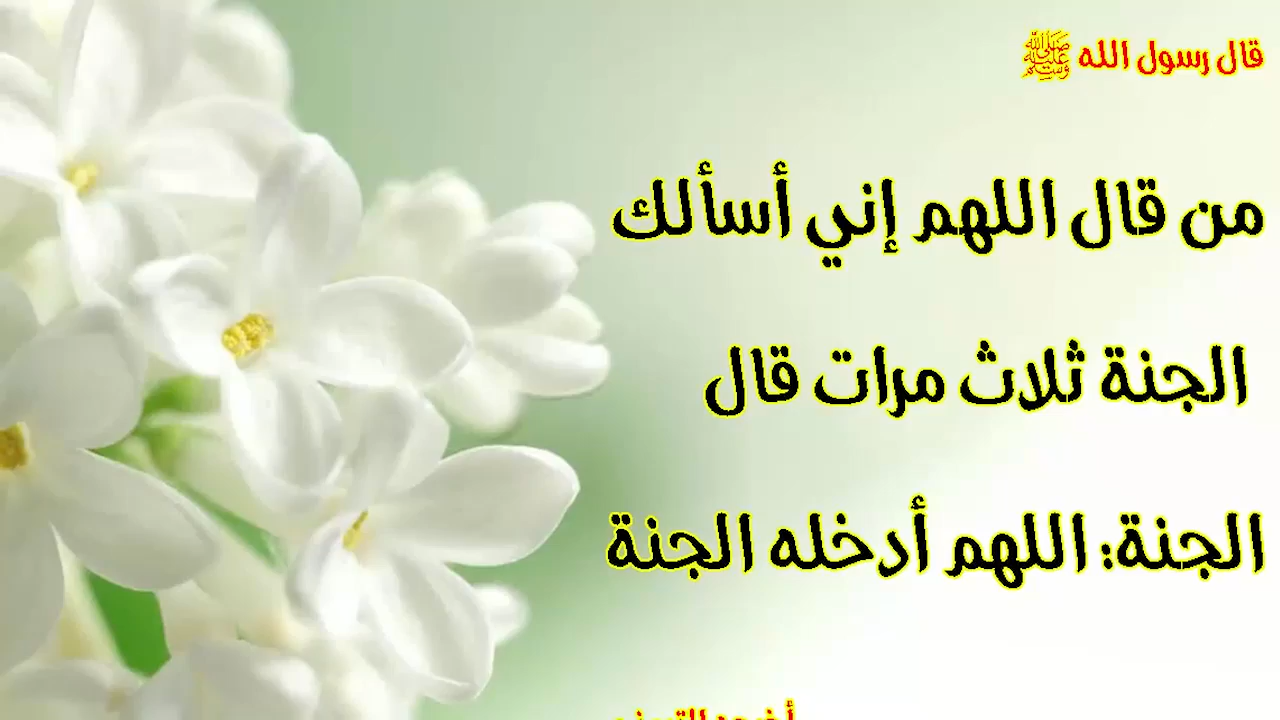 قال رسول الله ﷺ
من قال اللهم إني أسألك
الجنة ثلاث مرات قال
الجنة: اللهم أدخله الجنة